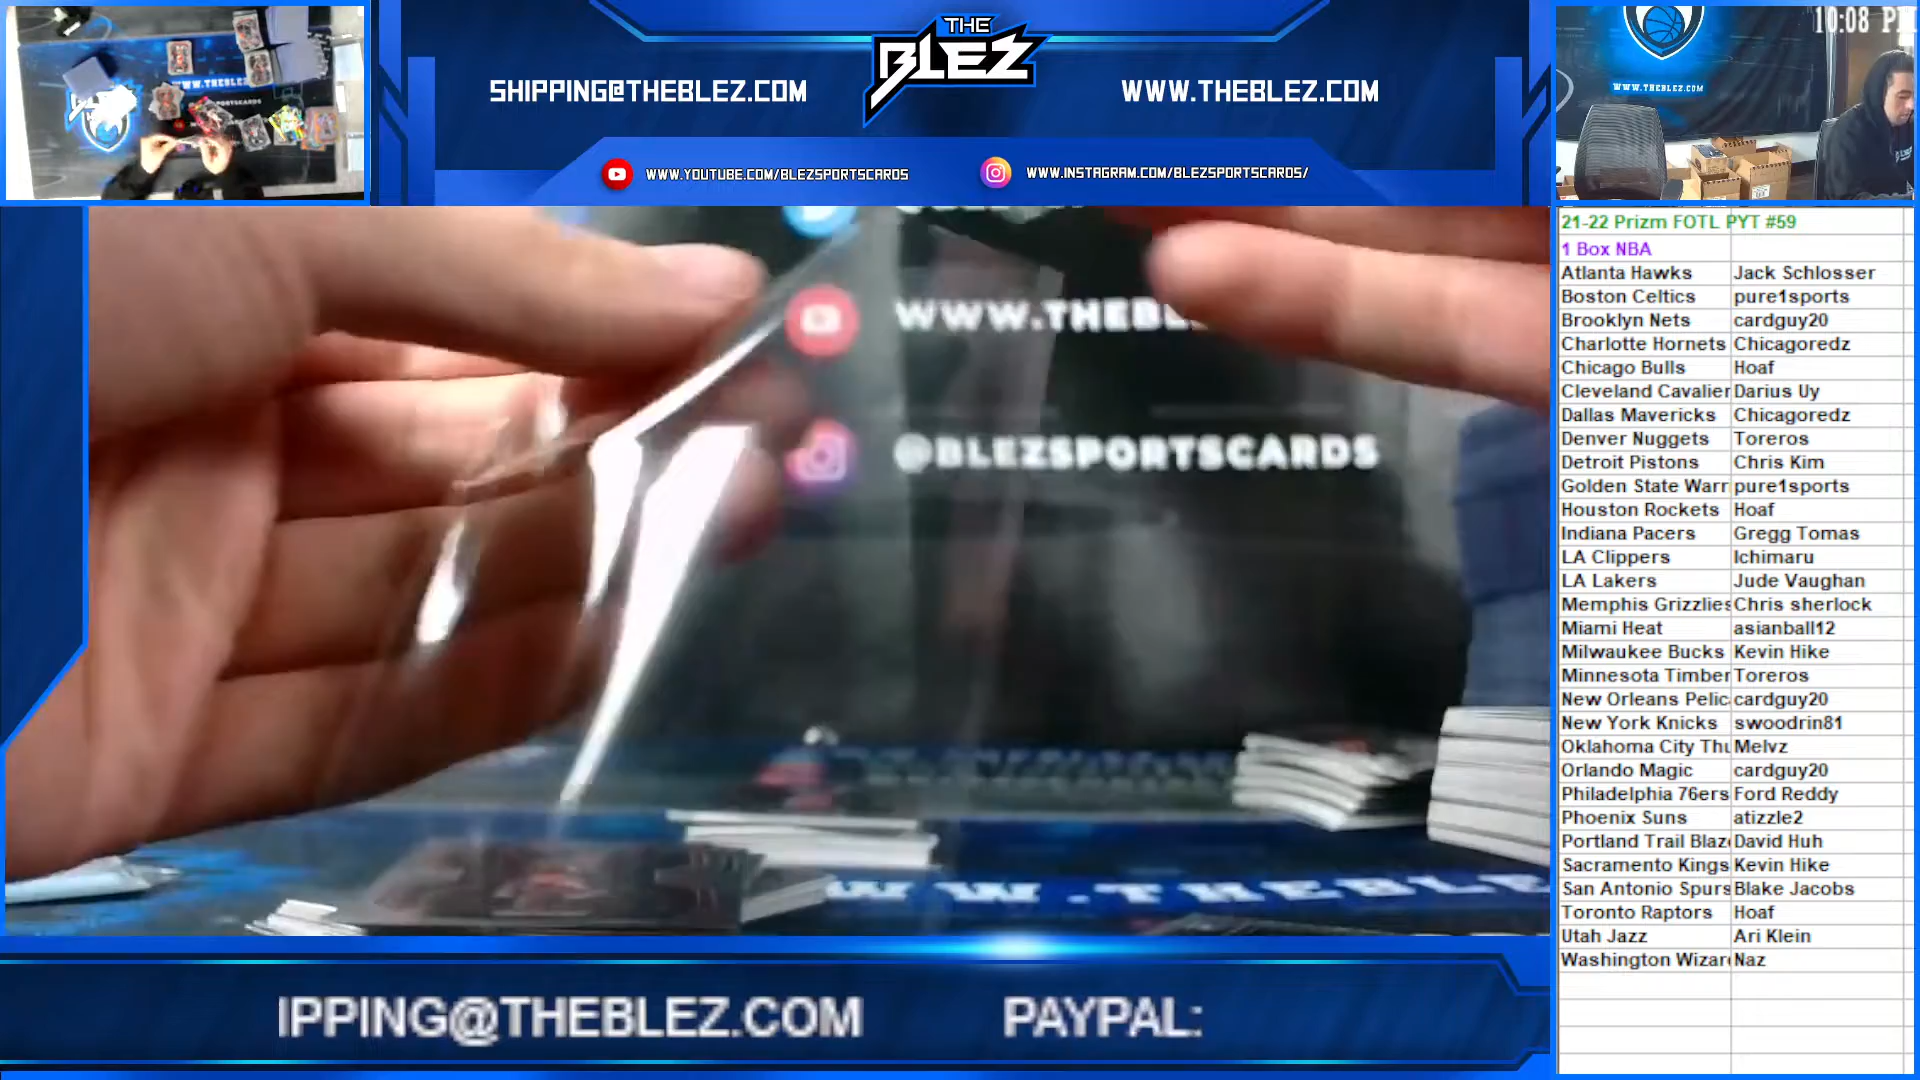 THE
BLEZ
SHIPPING@THEBLEZ.COM
WWW.THEBLEZ.COM
WWW.YOUTUBE.COM/BLEZSPORTSCARDS
WWW.INSTAGRAM.COM/BLEZSPORTSCARDS/
10:08 PM
WWW.THEBLEZ.COM
WWW.THEBLE
@BLEZSPORTSCARDS
WWW.THEBLE
21-22 Prizm FOTL PYT #59
1 Box NBA
Atlanta Hawks Jack Schlosser
Boston Celtics pure1sports
Brooklyn Nets cardguy20
Charlotte Hornets Chicagoredz
Chicago Bulls Hoaf
Cleveland Cavalier Darius Uy
Dallas Mavericks Chicagoredz
Denver Nuggets Toreros
Detroit Pistons Chris Kim
Golden State Warr pure1sports
Houston Rockets Hoaf
Indiana Pacers Gregg Tomas
LA Clippers Ichimaru
LA Lakers Jude Vaughan
Memphis Grizzlies Chris sherlock
Miami Heat asianball12
Milwaukee Bucks Kevin Hike
Minnesota Timber Toreros
New Orleans Pelic cardguy20
New York Knicks swoodrin81
Oklahoma City Thu Melvz
Orlando Magic cardguy20
Philadelphia 76ers Ford Reddy
Phoenix Suns atizzle2
Portland Trail Blaz David Huh
Sacramento Kings Kevin Hike
San Antonio Spurs Blake Jacobs
Toronto Raptors Hoaf
Utah Jazz Ari Klein
Washington Wizar Naz
IPPING@THEBLEZ.COM PAYPAL: